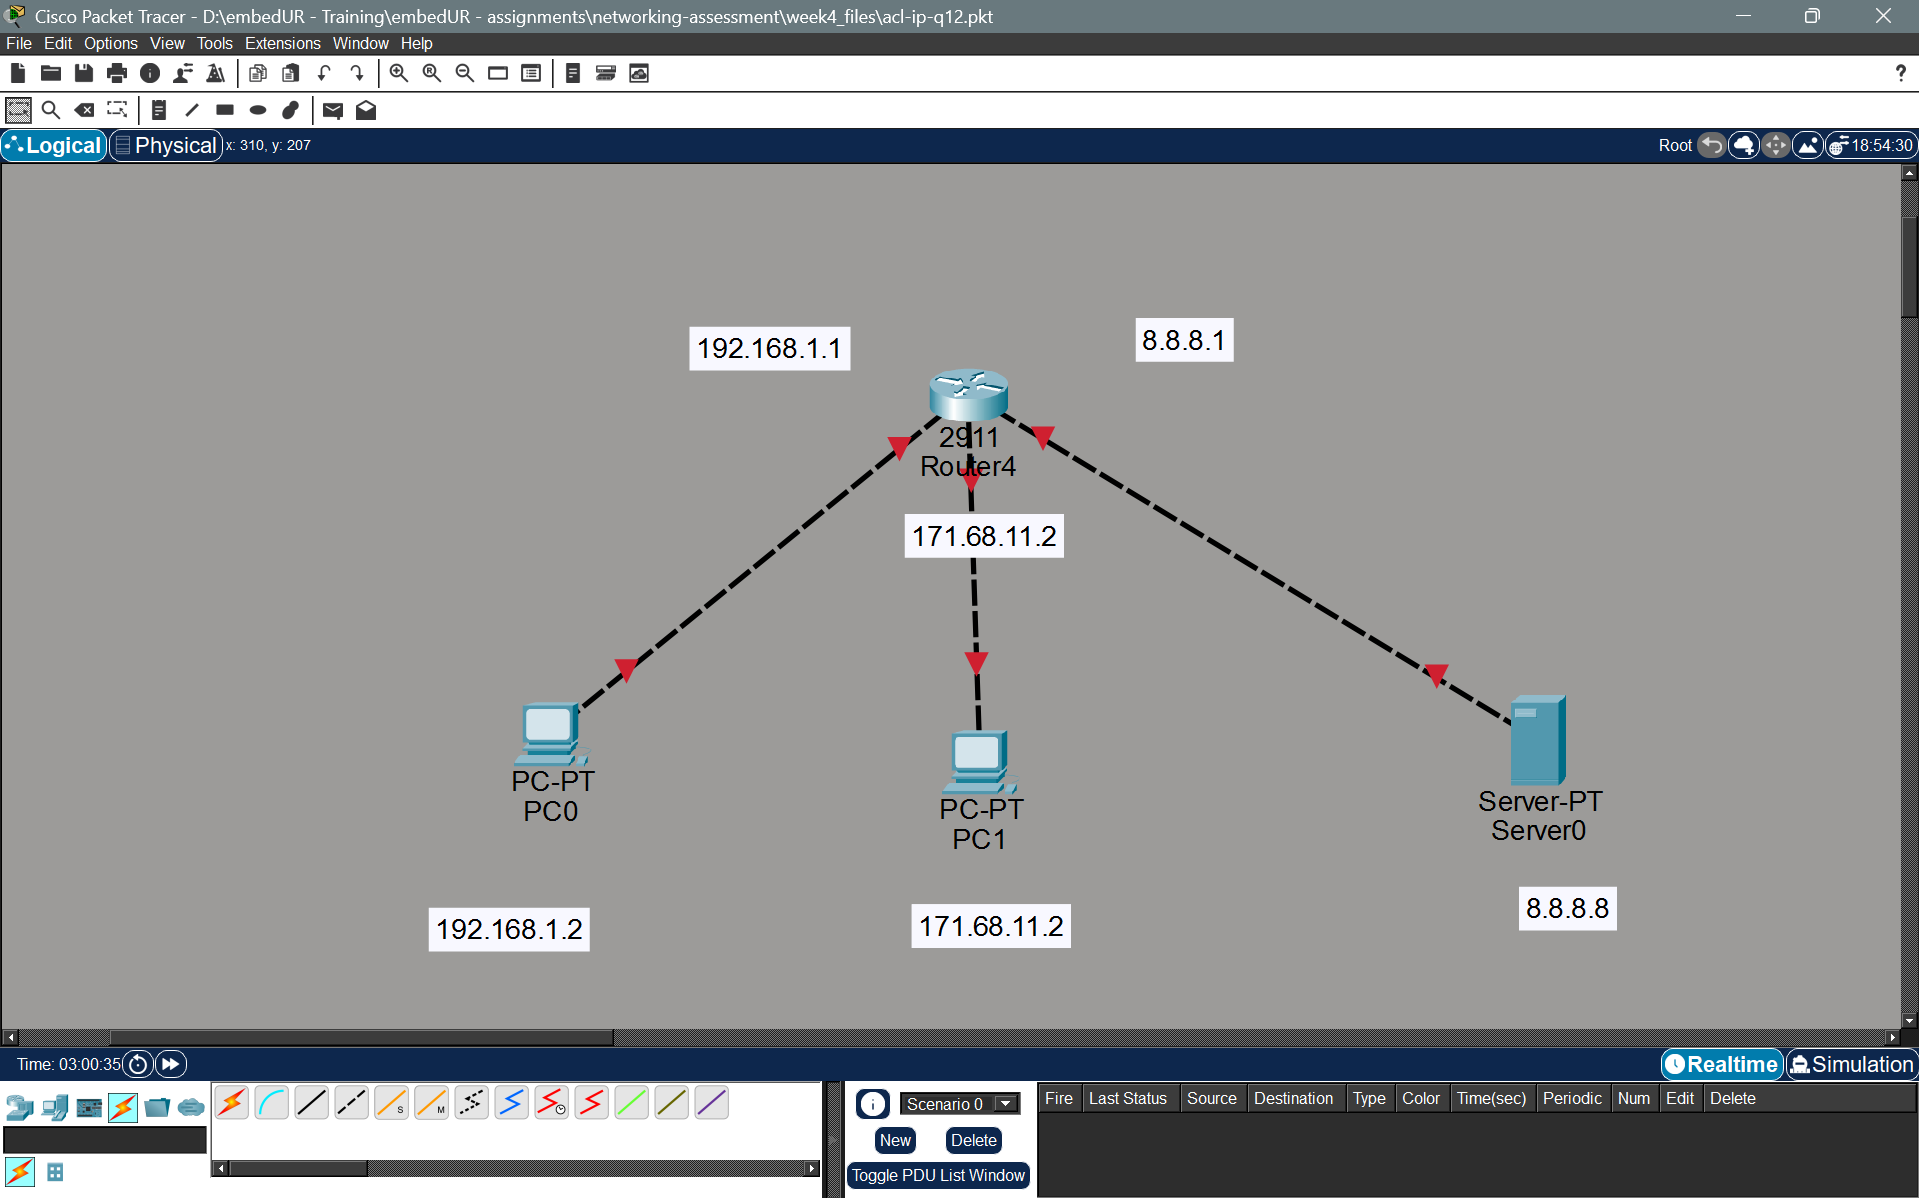 Cisco Packet Tracer - D:\embedUR - Training\embedUR - assignments\networking-assessment\week4_files\acl-ip-q12.pkt
File Edit Options View Tools Extensions Window Help
?
Logical Physical x: 310, y: 207 Root 18:54:30
192.168.1.1
8.8.8.1
2911
Router4
171.68.11.2
PC-PT
PC0
PC-PT
PC1
Server-PT
Server0
192.168.1.2
171.68.11.2
8.8.8.8
Time: 03:00:35 Realtime Simulation
S M
Scenario 0
New Delete
Toggle PDU List Window
Fire Last Status Source Destination Type Color Time(sec) Periodic Num Edit Delete